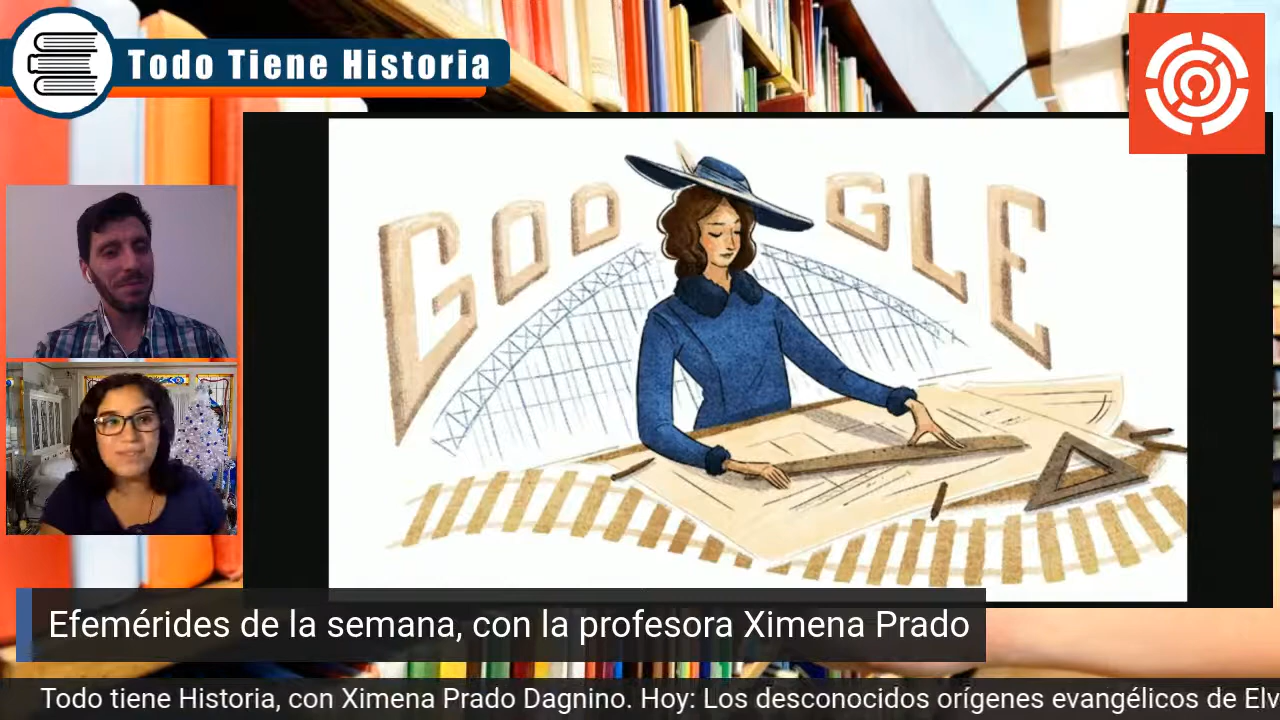 Todo Tiene Historia
GOOGLE
Efemérides de la semana, con la profesora Ximena Prado
Todo tiene Historia, con Ximena Prado Dagnino. Hoy: Los desconocidos orígenes evangélicos de Elv